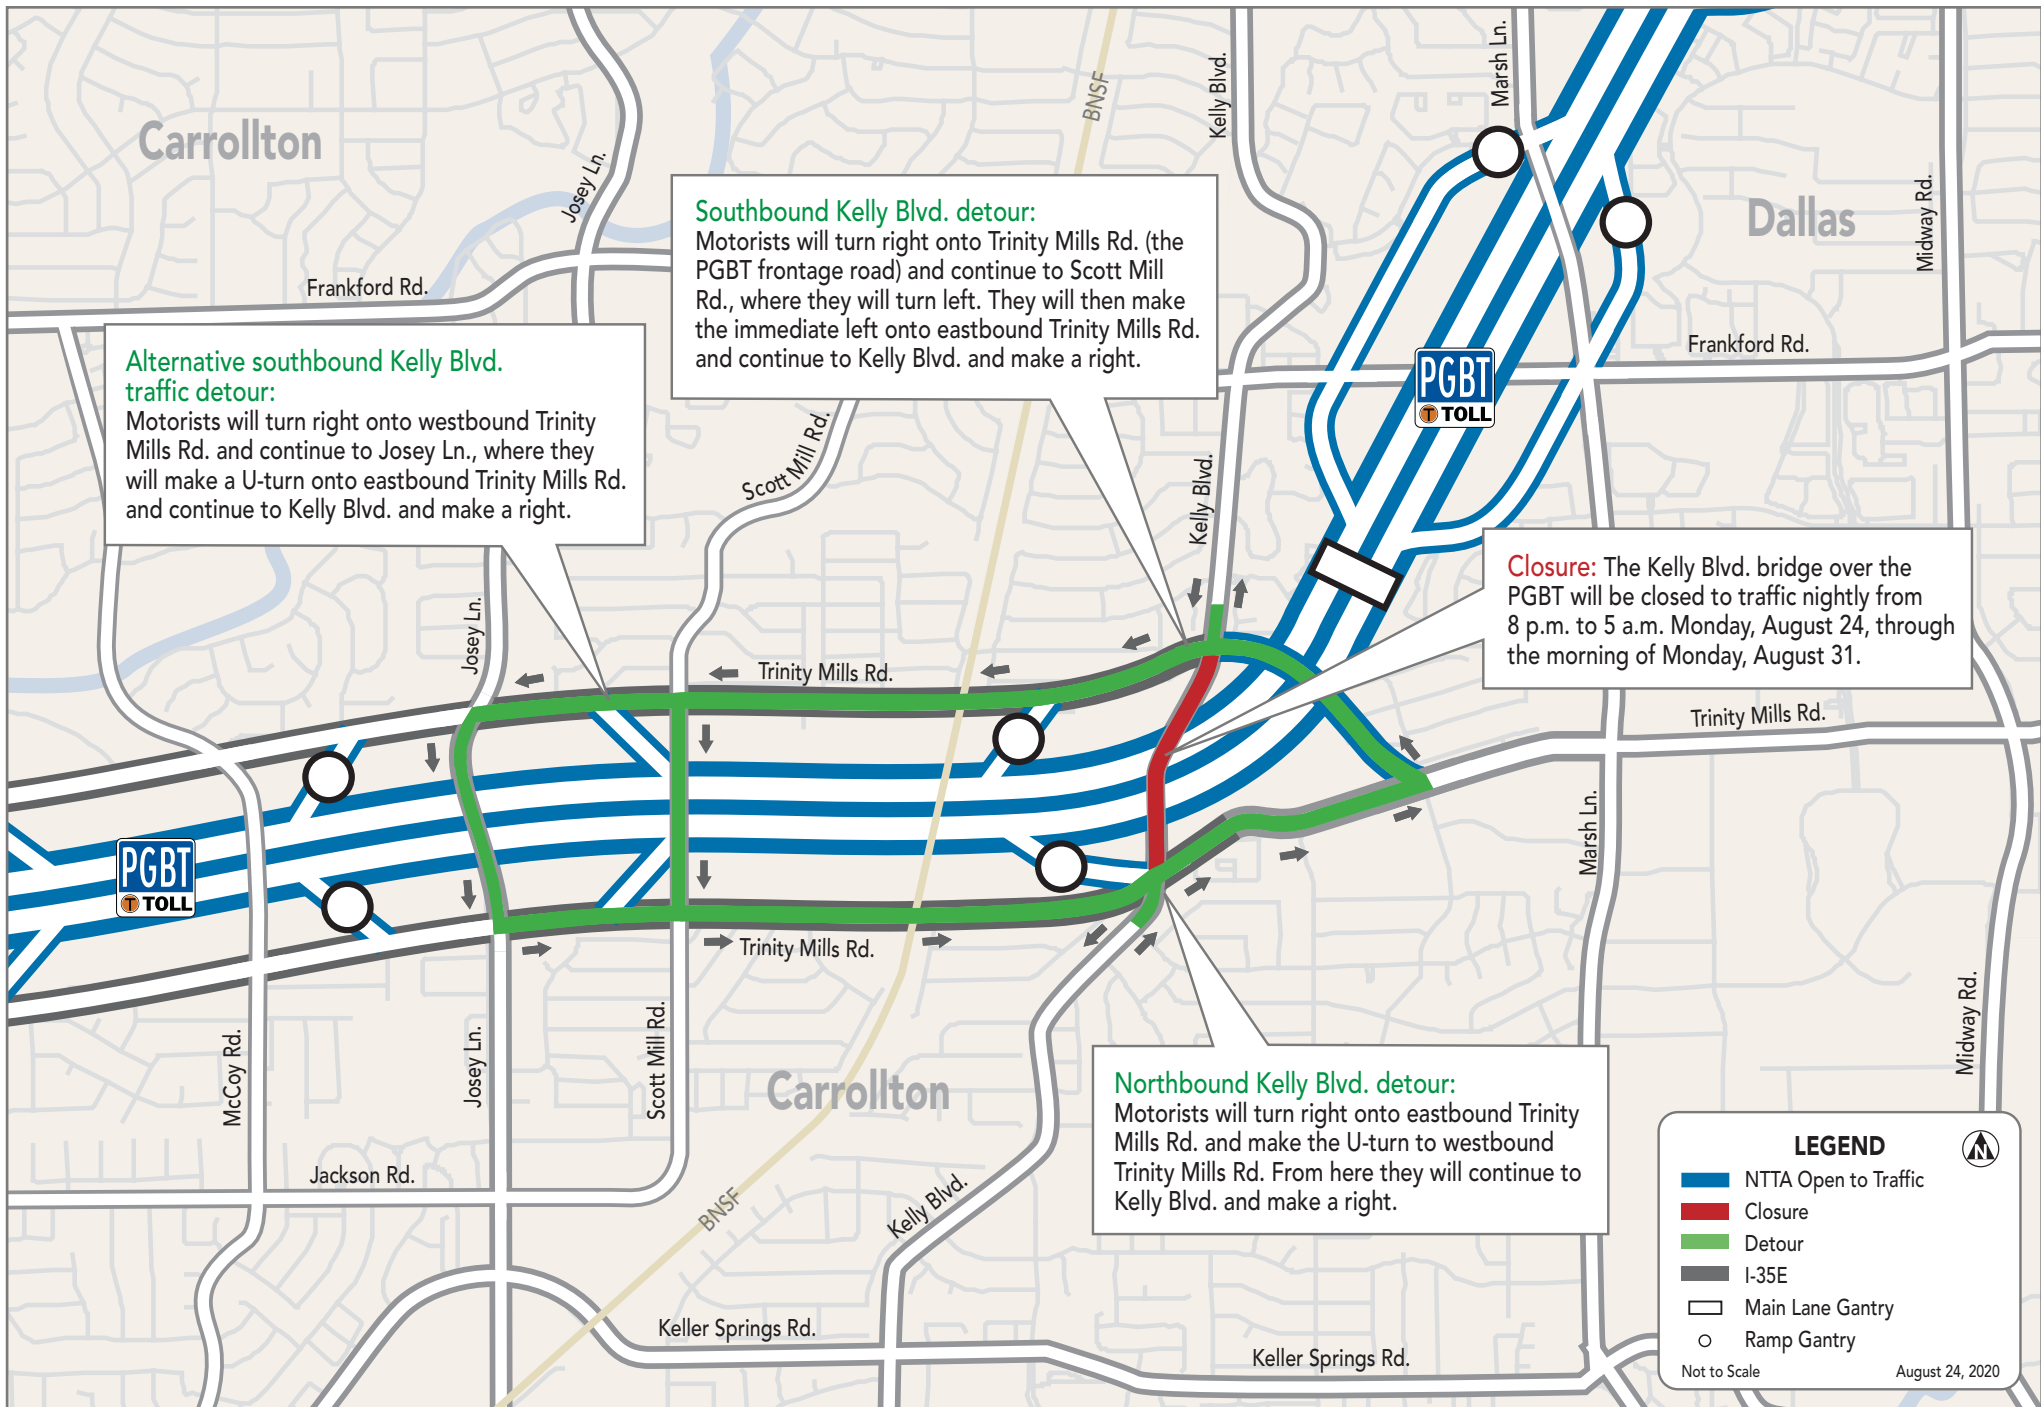 Marsh Ln.
Kelly Blvd.
BNSF
Carrollton
Josey Ln.
Dallas
Midway Rd.
Frankford Rd.
Southbound Kelly Blvd. detour:
Motorists will turn right onto Trinity Mills Rd. (the
PGBT frontage road) and continue to Scott Mill
Rd., where they will turn left. They will then make
the immediate left onto eastbound Trinity Mills Rd.
and continue to Kelly Blvd. and make a right.
Frankford Rd.
Alternative southbound Kelly Blvd.
traffic detour:
Motorists will turn right onto westbound Trinity
Mills Rd. and continue to Josey Ln., where they
will make a U-turn onto eastbound Trinity Mills Rd.
and continue to Kelly Blvd. and make a right.
PGBT
T TOLL
Scott Mill Rd.
Kelly Blvd.
Closure: The Kelly Blvd. bridge over the
PGBT will be closed to traffic nightly from
8 p.m. to 5 a.m. Monday, August 24, through
the morning of Monday, August 31.
Josey Ln.
Trinity Mills Rd.
Trinity Mills Rd.
Marsh Ln.
PGBT
T TOLL
Trinity Mills Rd.
McCoy Rd.
Josey Ln.
Scott Mill Rd.
Midway Rd.
Carrollton
Northbound Kelly Blvd. detour:
Motorists will turn right onto eastbound Trinity
Mills Rd. and make the U-turn to westbound
Trinity Mills Rd. From here they will continue to
Kelly Blvd. and make a right.
Jackson Rd.
BNSF
Kelly Blvd.
Keller Springs Rd.
Keller Springs Rd.
LEGEND
N
NTTA Open to Traffic
Closure
Detour
I-35E
Main Lane Gantry
Ramp Gantry
Not to Scale
August 24, 2020